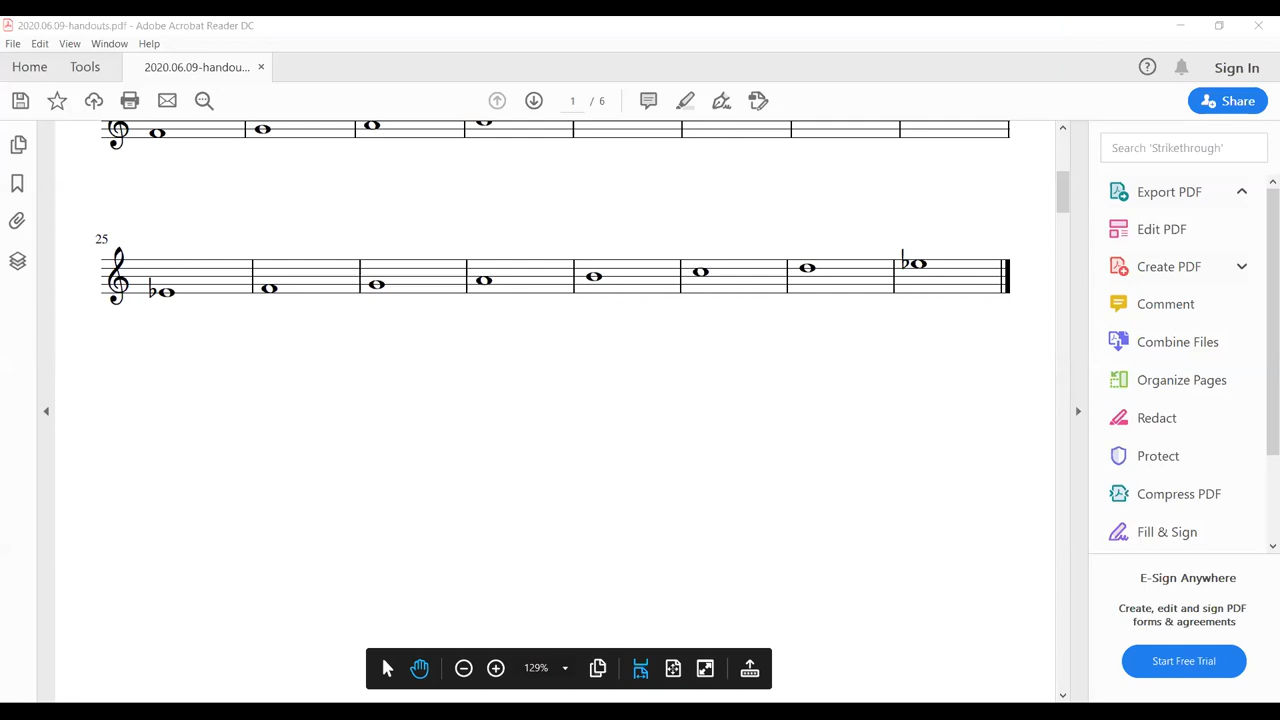 2020.06.09-handouts.pdf - Adobe Acrobat Reader DC
File Edit View Window Help
Home Tools 2020.06.09-handou... ×
1 / 6
Sign In
Share
Search 'Strikethrough'
Export PDF
Edit PDF
Create PDF
Comment
Combine Files
Organize Pages
Redact
Protect
Compress PDF
Fill & Sign
E-Sign Anywhere
Create, edit and sign PDF
forms & agreements
Start Free Trial
25
129%